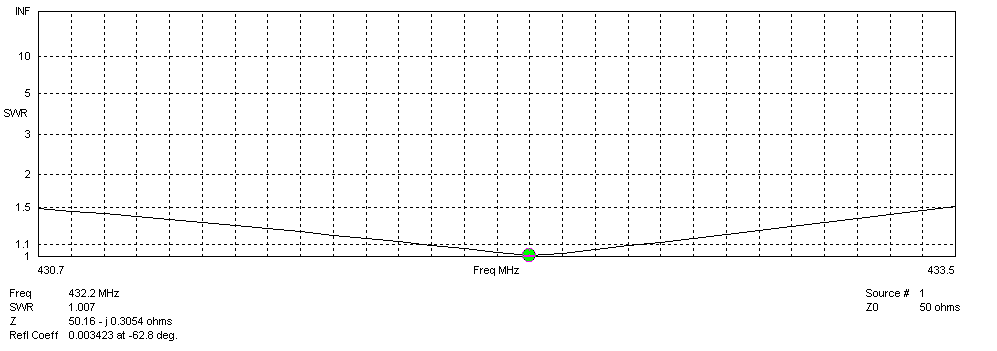 INF
10
5
SWR
3
2
1.5
1.1
1
430.7 Freq MHz 433.5
Freq 432.2 MHz Source # 1
SWR 1.007 Z0 50 ohms
Z 50.16 - j 0.3054 ohms
Refl Coeff 0.003423 at -62.8 deg.